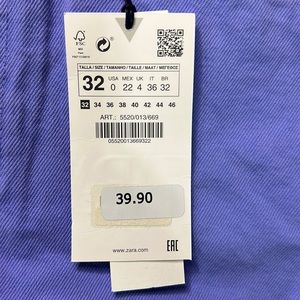 FSC
TALLA / SIZE / TAMANHO / TAILLE / MAAT / ΜΕΓΕΘΟΣ
32
USA MEX UK IT BR
0 22 4 36 32
32 34 36 38 40 42 44 46
ART.: 5520/013/669
05520013669322
39.90
www.zara.com
EAC